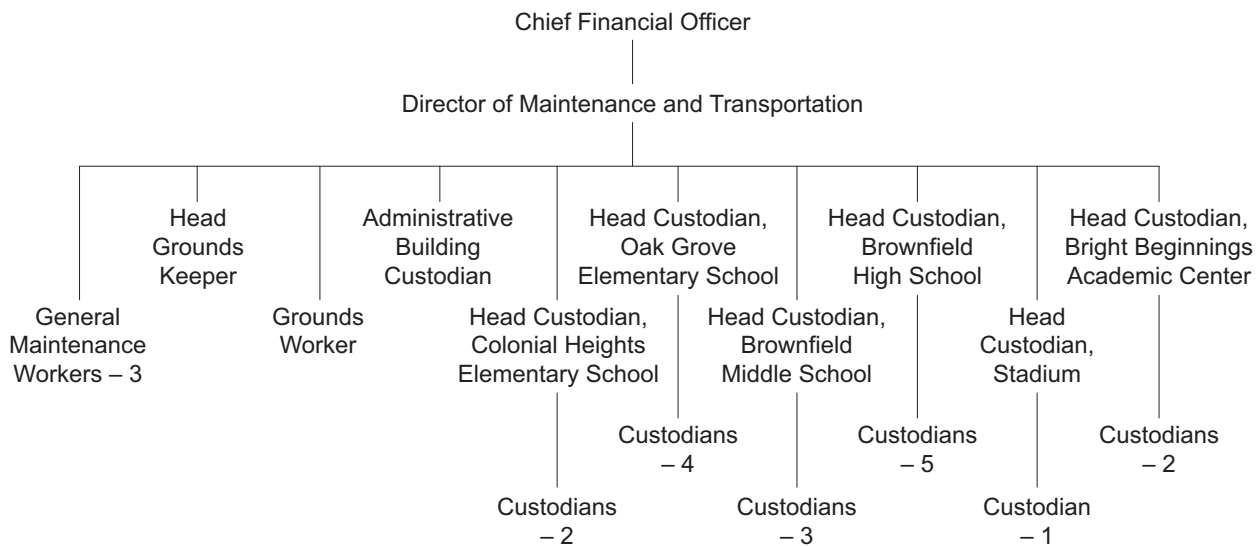 Chief Financial Officer
Director of Maintenance and Transportation
General
Maintenance
Workers – 3
Head
Grounds
Keeper
Grounds
Worker
Administrative
Building
Custodian
Head Custodian,
Colonial Heights
Elementary School
Custodians
– 2
Head Custodian,
Oak Grove
Elementary School
Custodians
– 4
Head Custodian,
Brownfield
Middle School
Custodians
– 3
Head Custodian,
Brownfield
High School
Custodians
– 5
Head
Custodian,
Stadium
Custodian
– 1
Head Custodian,
Bright Beginnings
Academic Center
Custodians
– 2